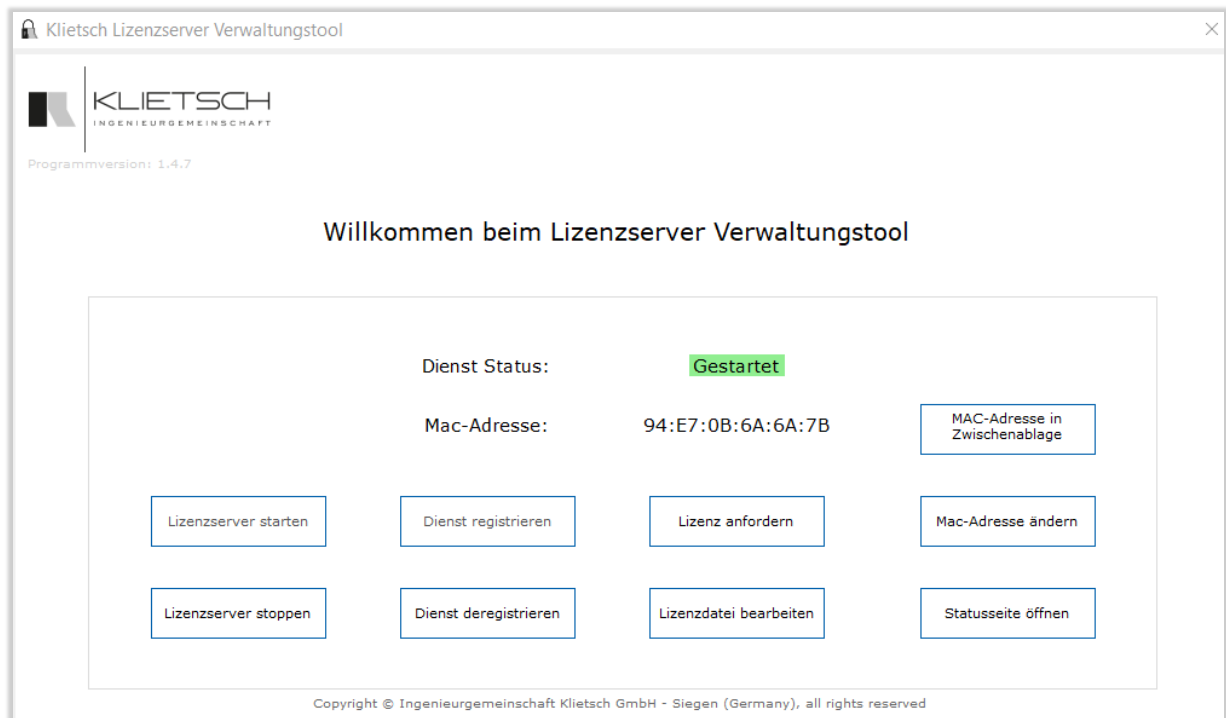 Klietsch Lizenzserver Verwaltungstool
KLIETSCH
INGENIEURGEMEINSCHAFT
Programmversion: 1.4.7
Willkommen beim Lizenzserver Verwaltungstool
Dienst Status: Gestartet
Mac-Adresse: 94:E7:0B:6A:6A:7B
MAC-Adresse in
Zwischenablage
Lizenzserver starten Dienst registrieren Lizenz anfordern Mac-Adresse ändern
Lizenzserver stoppen Dienst deregistrieren Lizenzdatei bearbeiten Statusseite öffnen
Copyright © Ingenieurgemeinschaft Klietsch GmbH - Siegen (Germany), all rights reserved